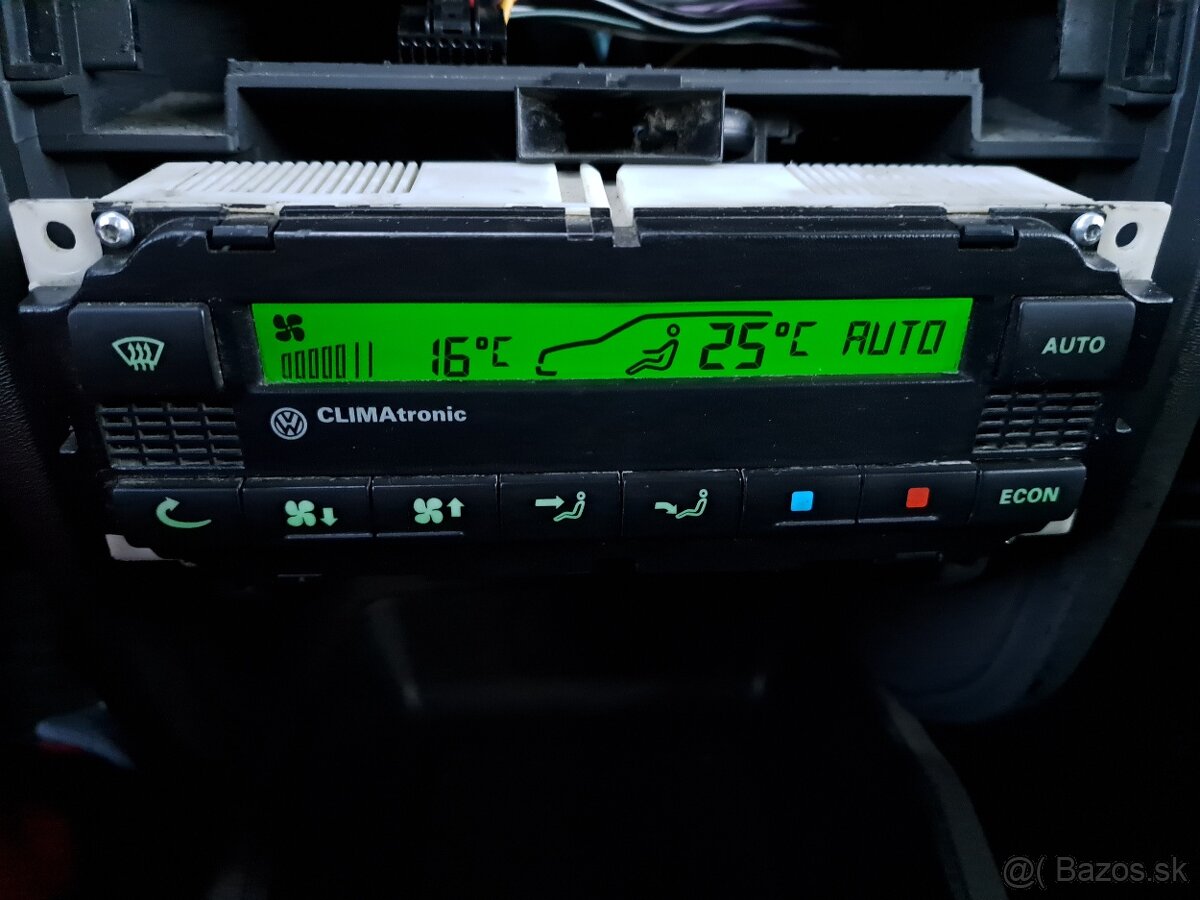 16°C 25°C AUTO
AUTO
CLIMAtronic
ECON
@( Bazos.sk